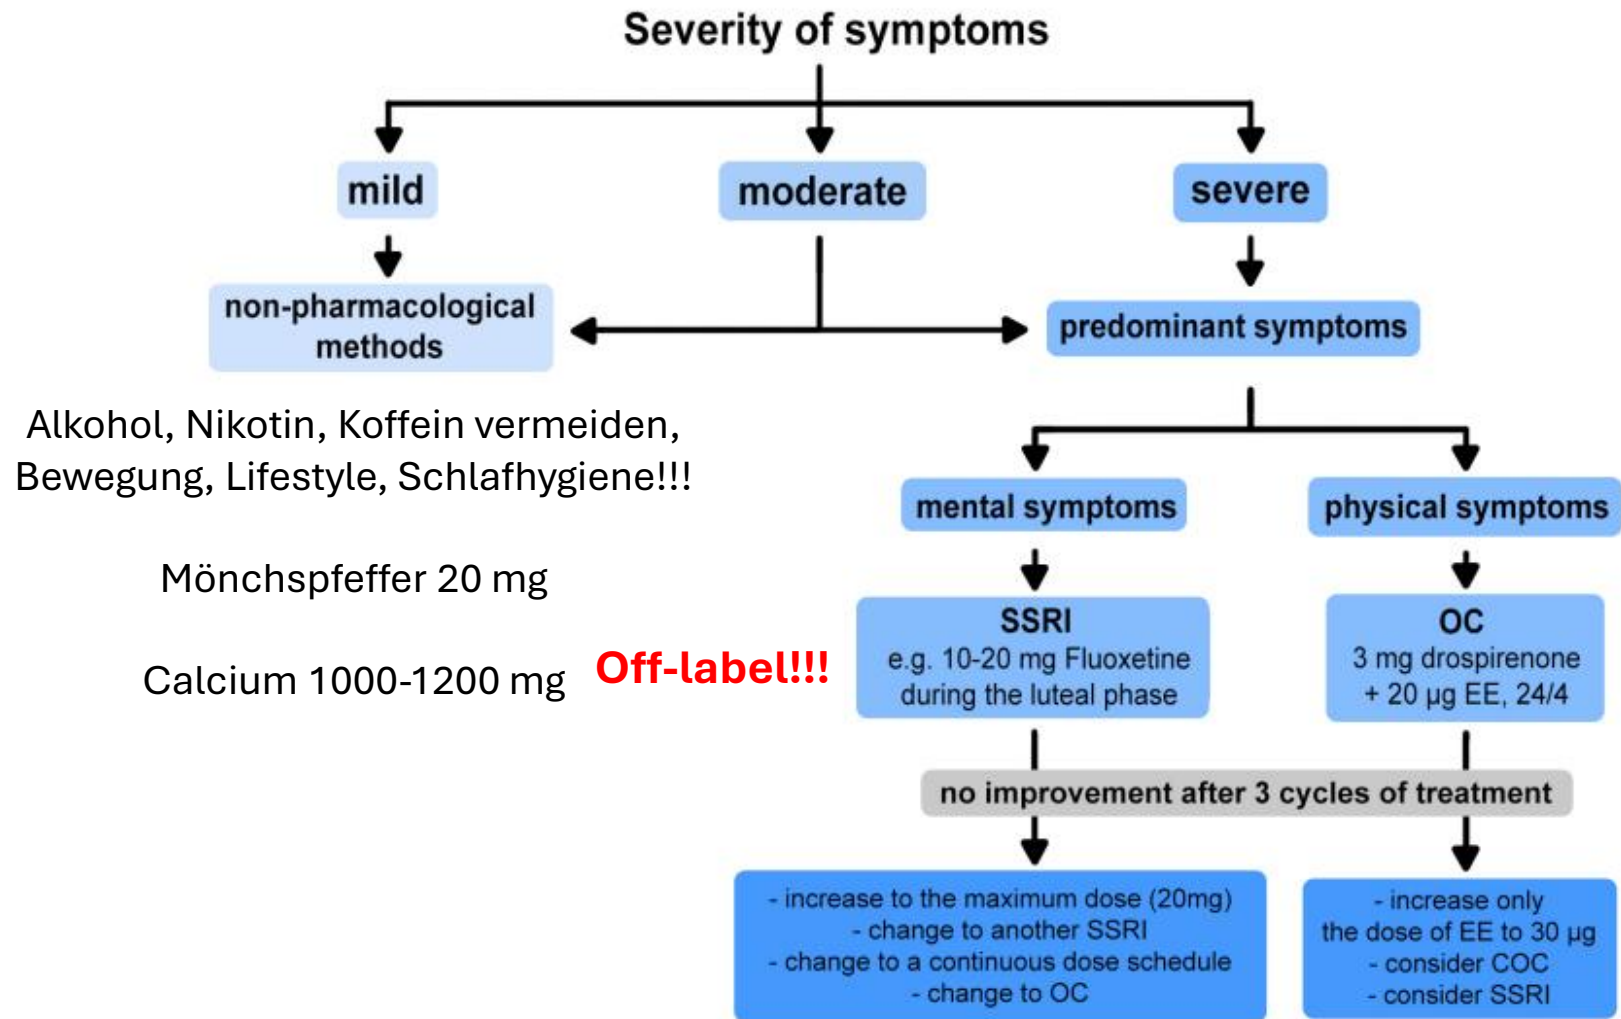 Severity of symptoms
mild
moderate
severe
non-pharmacological
methods
predominant symptoms
Alkohol, Nikotin, Koffein vermeiden,
Bewegung, Lifestyle, Schlafhygiene!!!
Mönchspfeffer 20 mg
Calcium 1000-1200 mg
Off-label!!!
mental symptoms
physical symptoms
SSRI
e.g. 10-20 mg Fluoxetine
during the luteal phase
OC
3 mg drospirenone
+ 20 µg EE, 24/4
no improvement after 3 cycles of treatment
- increase to the maximum dose (20mg)
- change to another SSRI
- change to a continuous dose schedule
- change to OC
- increase only
the dose of EE to 30 µg
- consider COC
- consider SSRI